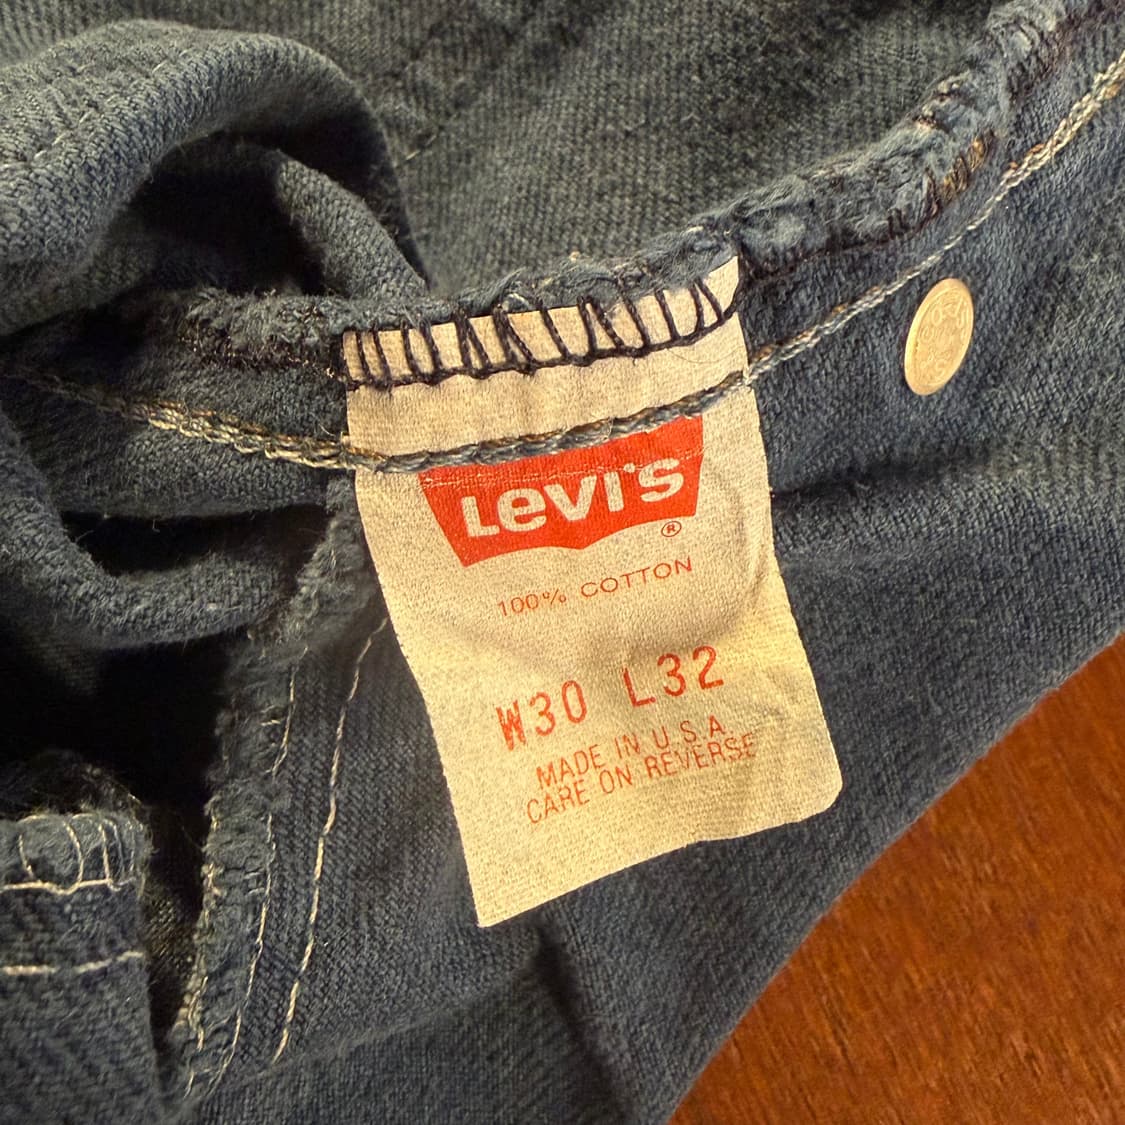 Levi's
®
100% COTTON
W30 L32
MADE IN U.S.A.
CARE ON REVERSE